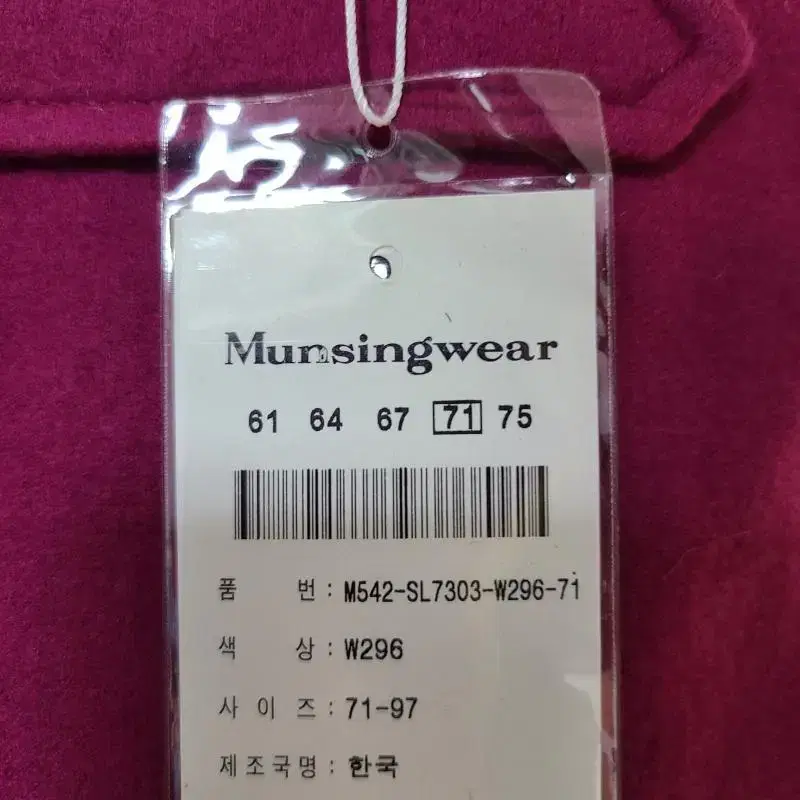 Munsingwear
61 64 67 71 75
품 번 : M542-SL7303-W296-71
색 상 : W296
사 이 즈 : 71-97
제조국명 : 한국